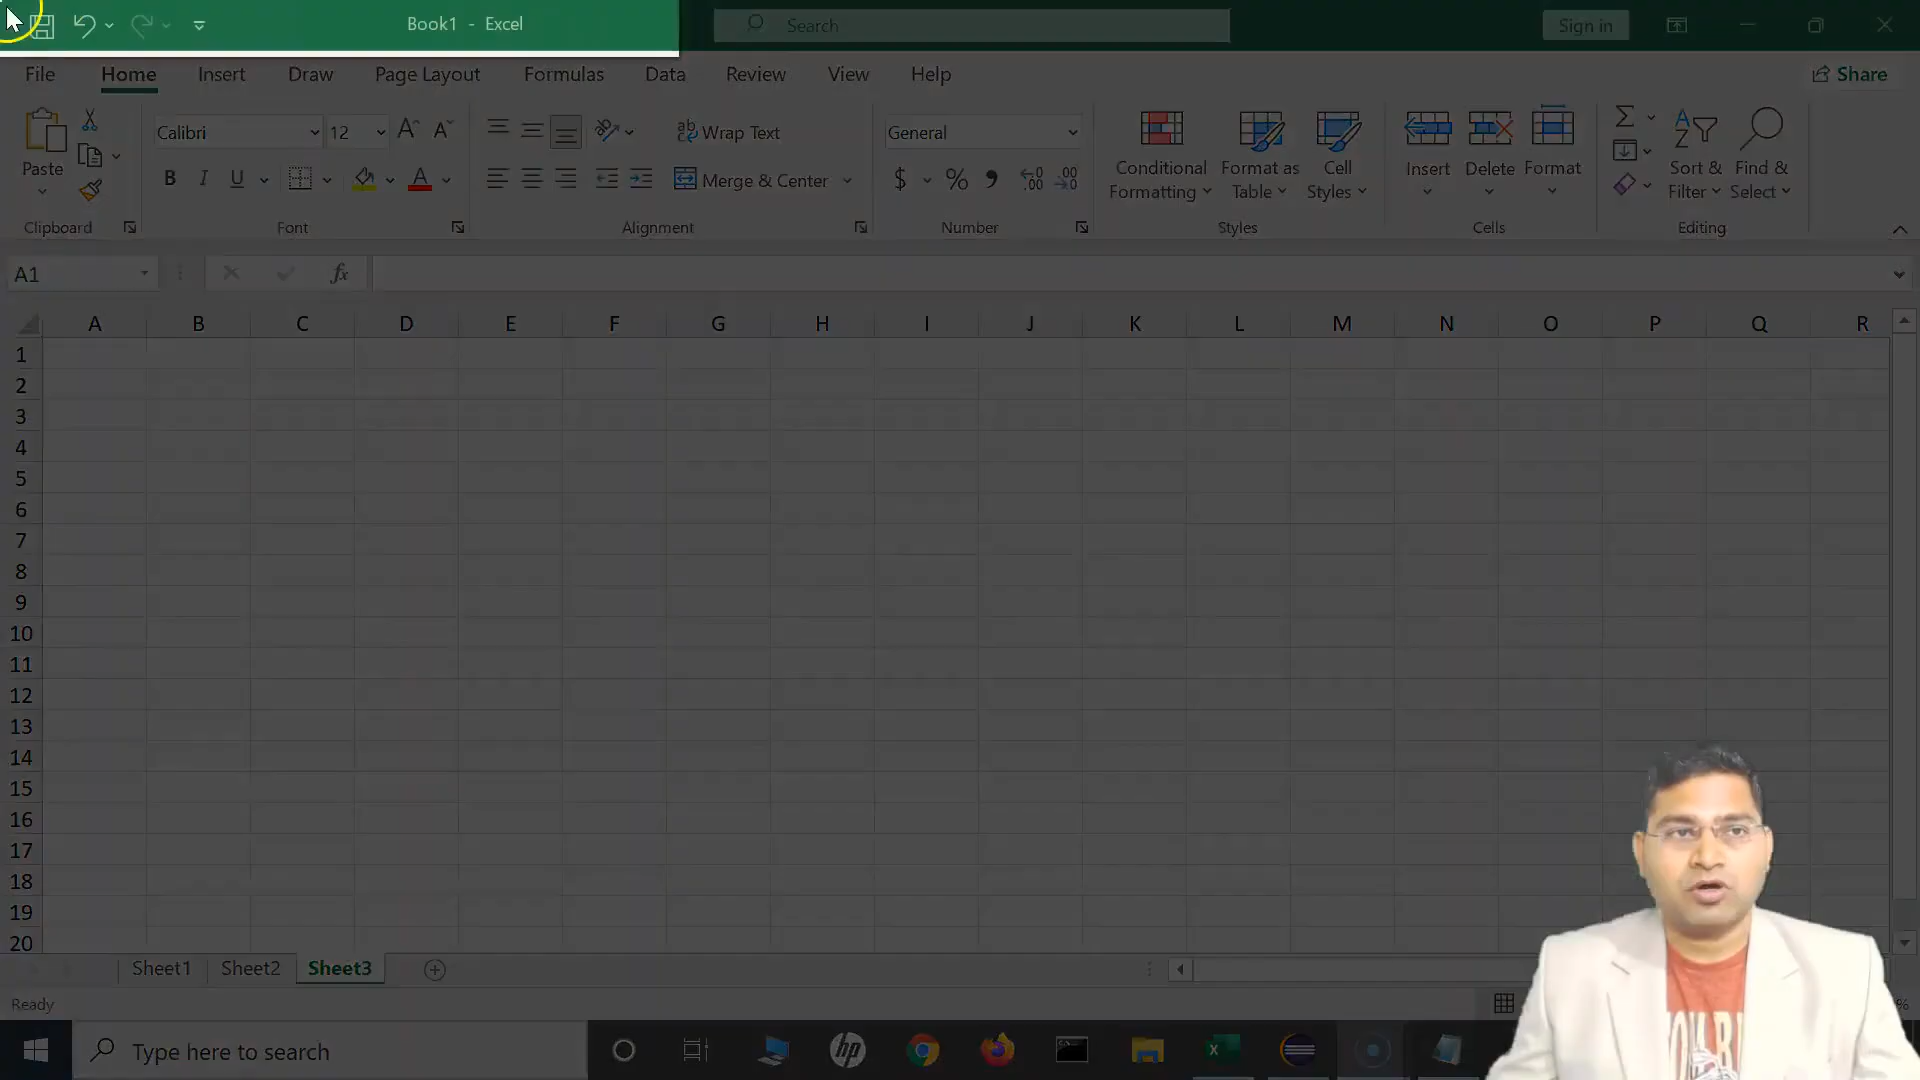 Book1 - Excel
Search
Sign in
File Home Insert Draw Page Layout Formulas Data Review View Help
Share
Paste
Clipboard
Calibri 12
B I U
Font
Wrap Text
Merge & Center
Alignment
General
$ %
Number
Conditional Formatting
Format as Table
Cell Styles
Styles
Insert Delete Format
Cells
Sort & Filter
Find & Select
Editing
A1
fx
A B C D E F G H I J K L M N O P Q R
1
2
3
4
5
6
7
8
9
10
11
12
13
14
15
16
17
18
19
20
Sheet1 Sheet2 Sheet3
Ready
%
Type here to search
hp